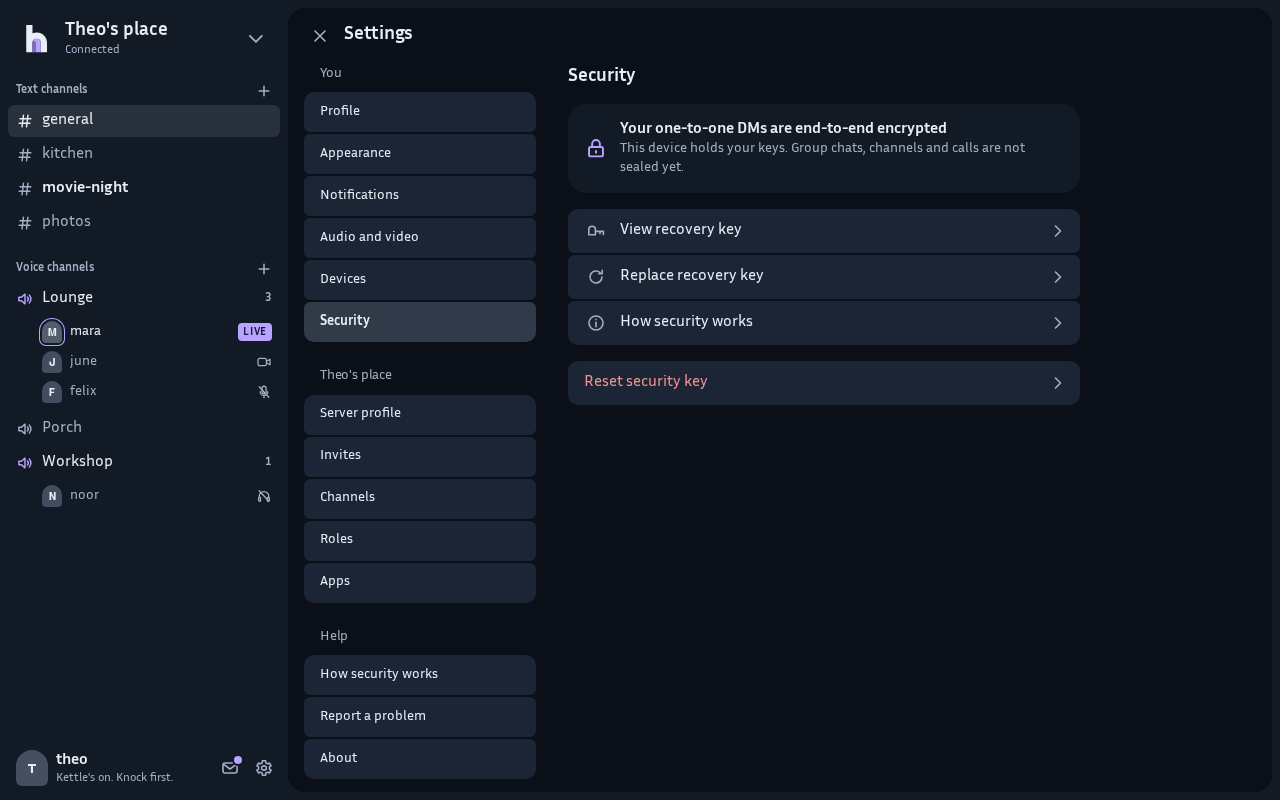 Theo's place
Connected
Text channels
general
kitchen
movie-night
photos
Voice channels
Lounge
3
M
mara
LIVE
J
june
F
felix
Porch
Workshop
1
N
noor
T
theo
Kettle's on. Knock first.
Settings
You
Profile
Appearance
Notifications
Audio and video
Devices
Security
Theo's place
Server profile
Invites
Channels
Roles
Apps
Help
How security works
Report a problem
About
Security
Your one-to-one DMs are end-to-end encrypted
This device holds your keys. Group chats, channels and calls are not
sealed yet.
View recovery key
Replace recovery key
How security works
Reset security key